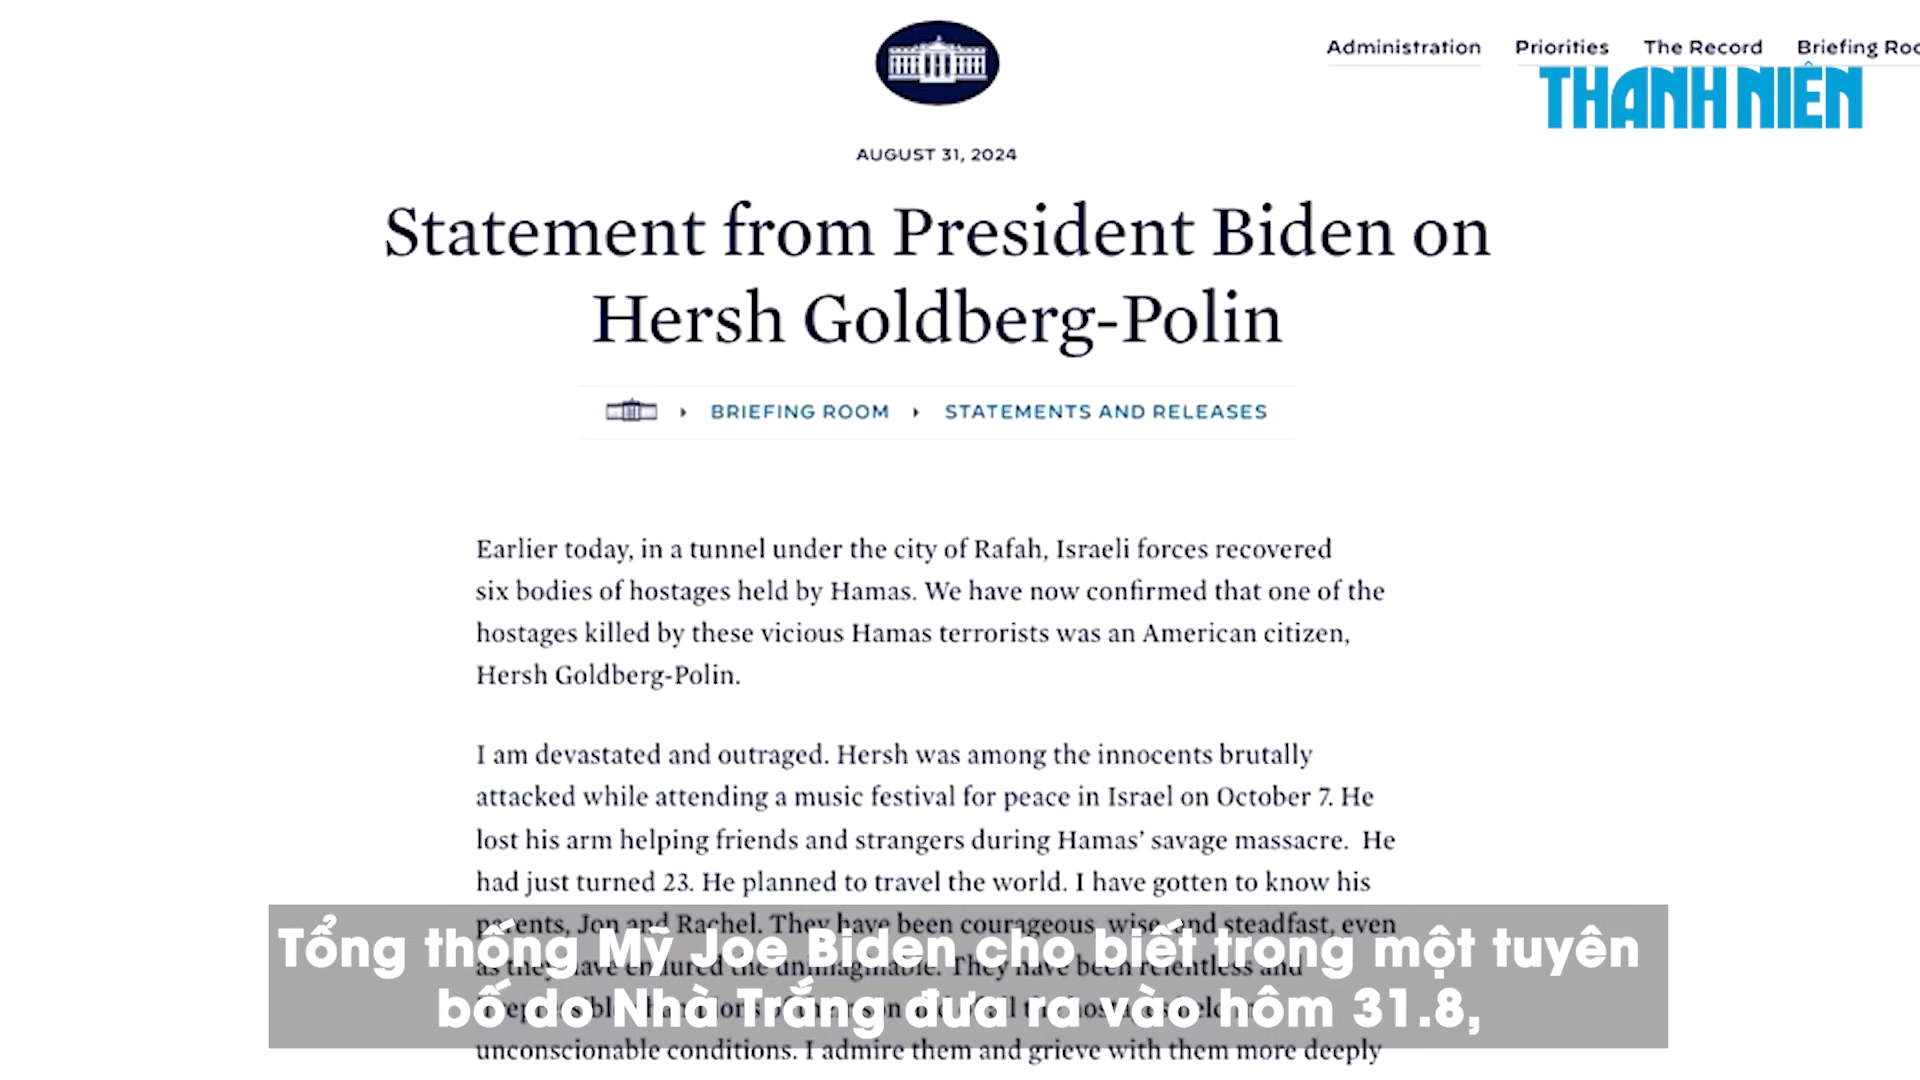 Administration Priorities The Record Briefing Roo
THANH NIÊN
AUGUST 31, 2024
Statement from President Biden on
Hersh Goldberg-Polin
BRIEFING ROOM STATEMENTS AND RELEASES
Earlier today, in a tunnel under the city of Rafah, Israeli forces recovered
six bodies of hostages held by Hamas. We have now confirmed that one of the
hostages killed by these vicious Hamas terrorists was an American citizen,
Hersh Goldberg-Polin.
I am devastated and outraged. Hersh was among the innocents brutally
attacked while attending a music festival for peace in Israel on October 7. He
lost his arm helping friends and strangers during Hamas’ savage massacre. He
had just turned 23. He planned to travel the world. I have gotten to know his
parents, Jon and Rachel. They have been courageous, wise, and steadfast, even
as they have endured the unimaginable. They have been relentless and
Tổng thống Mỹ Joe Biden cho biết trong một tuyên
bố do Nhà Trắng đưa ra vào hôm 31.8,
unconscionable conditions. I admire them and grieve with them more deeply